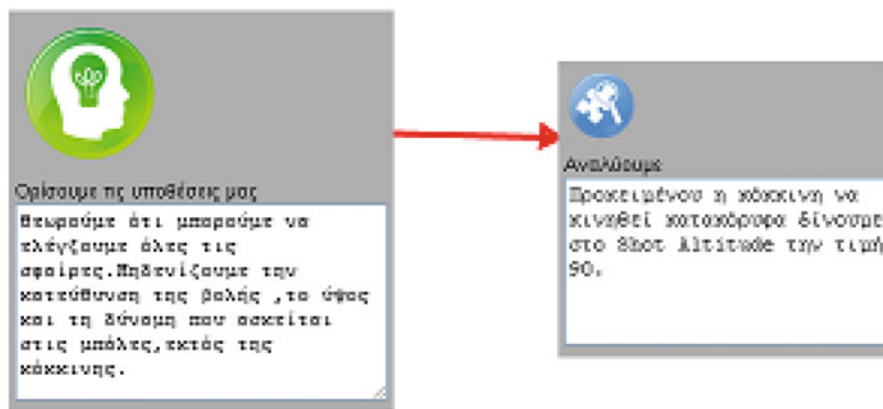 Ορίσουμε τις υποθέσεις μας
Θεωρούμε ότι μπορούμε να
ελέγξουμε όλες τις
σφαίρες.Μηδενίζουμε την
κατεύθυνση της βολής ,το ύψος
και τη δύναμη που ασκείται
στις μπάλες,εκτός της
κόκκινης.
Αναλύουμε
Προκειμένου η κόκκινη να
κινηθεί κατακόρυφα δίνουμε
στο Shot Altitude την τιμή
90.